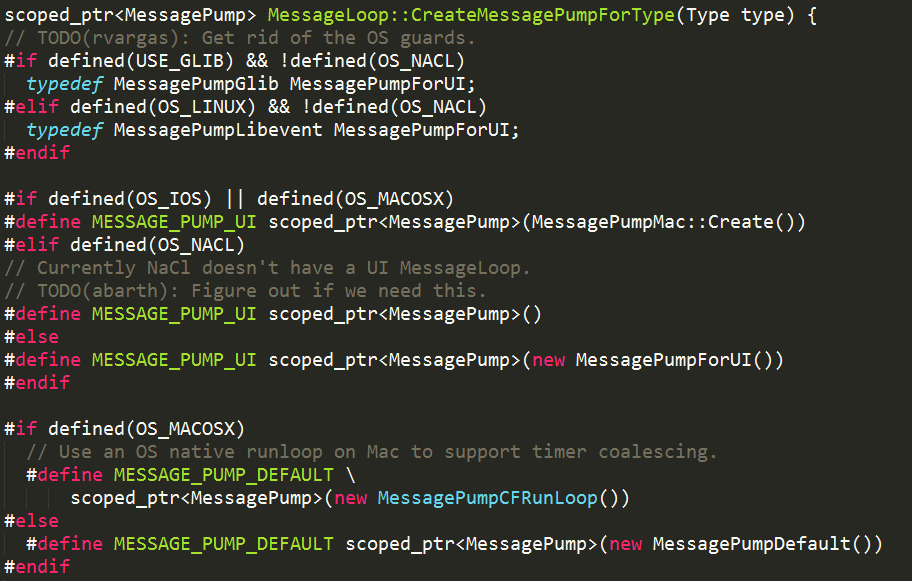 scoped_ptr<MessagePump> MessageLoop::CreateMessagePumpForType(Type type) {
// TODO(rvargas): Get rid of the OS guards.
#if defined(USE_GLIB) && !defined(OS_NACL)
  typedef MessagePumpGlib MessagePumpForUI;
#elif defined(OS_LINUX) && !defined(OS_NACL)
  typedef MessagePumpLibevent MessagePumpForUI;
#endif

#if defined(OS_IOS) || defined(OS_MACOSX)
#define MESSAGE_PUMP_UI scoped_ptr<MessagePump>(MessagePumpMac::Create())
#elif defined(OS_NACL)
// Currently NaCl doesn't have a UI MessageLoop.
// TODO(abarth): Figure out if we need this.
#define MESSAGE_PUMP_UI scoped_ptr<MessagePump>()
#else
#define MESSAGE_PUMP_UI scoped_ptr<MessagePump>(new MessagePumpForUI())
#endif

#if defined(OS_MACOSX)
  // Use an OS native runloop on Mac to support timer coalescing.
  #define MESSAGE_PUMP_DEFAULT \
      scoped_ptr<MessagePump>(new MessagePumpCFRunLoop())
#else
  #define MESSAGE_PUMP_DEFAULT scoped_ptr<MessagePump>(new MessagePumpDefault())
#endif